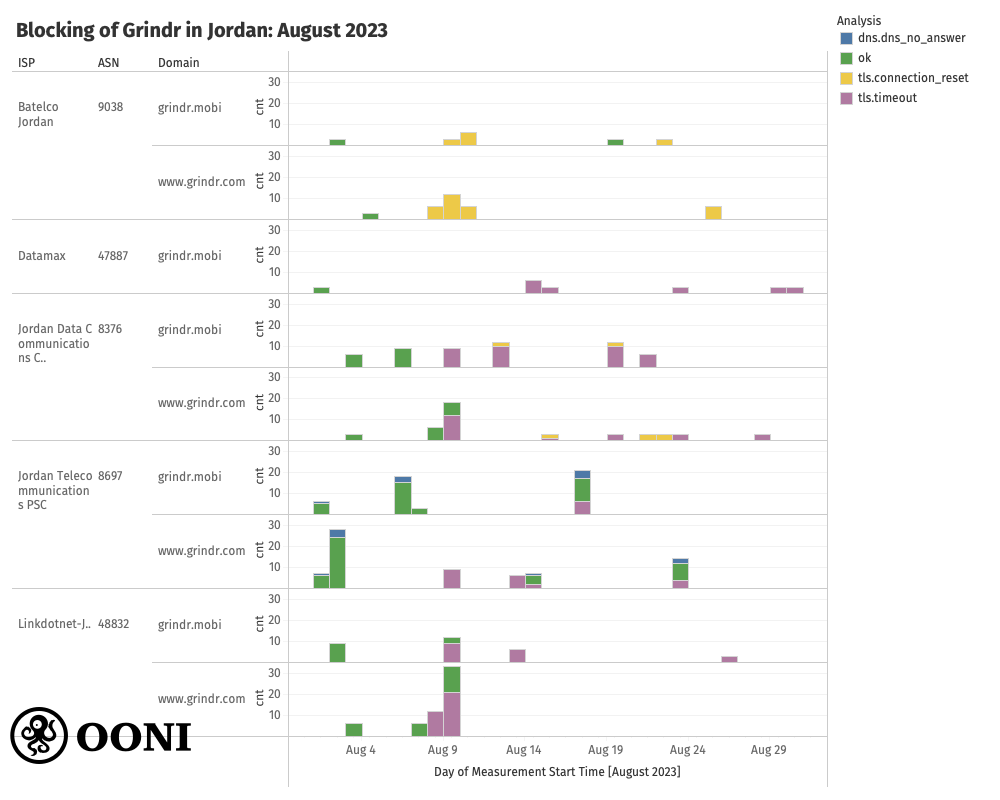 Blocking of Grindr in Jordan: August 2023
Analysis
dns.dns_no_answer
ok
tls.connection_reset
tls.timeout
ISP ASN Domain
Batelco Jordan 9038 grindr.mobi cnt 30 20 10
www.grindr.com cnt 30 20 10
Datamax 47887 grindr.mobi cnt 30 20 10
Jordan Data C 8376 grindr.mobi cnt 30 20 10
ommunicatio
ns C..
www.grindr.com cnt 30 20 10
Jordan Teleco 8697 grindr.mobi cnt 30 20 10
mmunication
s PSC
www.grindr.com cnt 30 20 10
Linkdotnet-J.. 48832 grindr.mobi cnt 30 20 10
www.grindr.com cnt 30 20 10
OONI
Aug 4 Aug 9 Aug 14 Aug 19 Aug 24 Aug 29
Day of Measurement Start Time [August 2023]